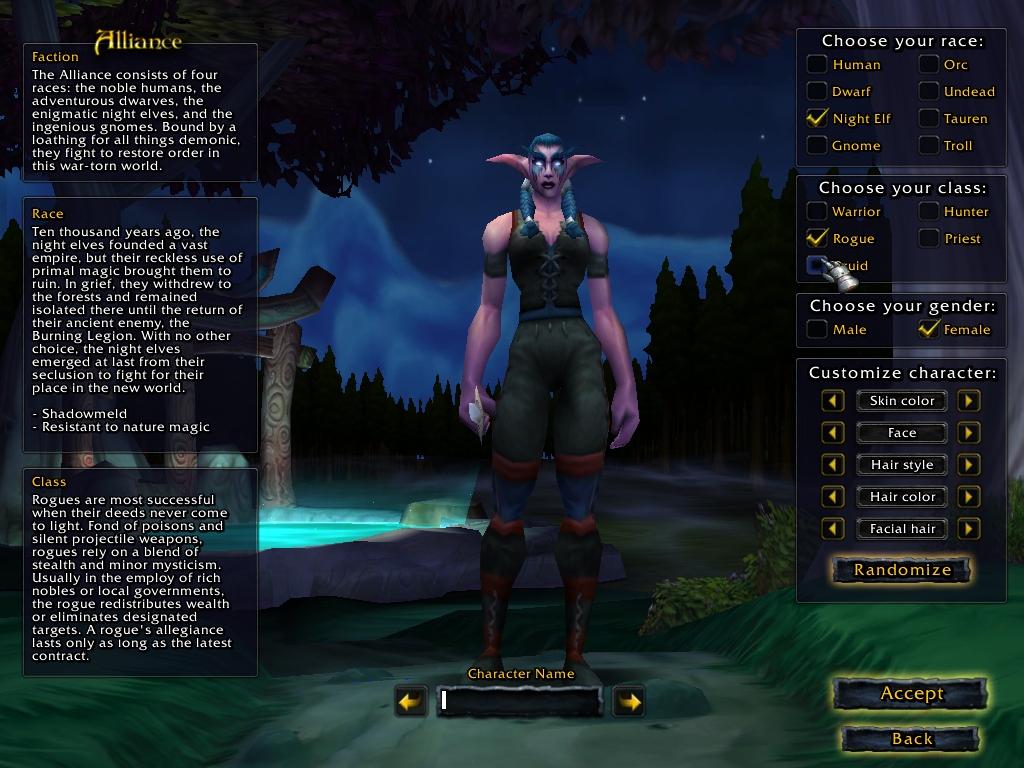 Alliance
Faction
The Alliance consists of four
races: the noble humans, the
adventurous dwarves, the
enigmatic night elves, and the
ingenious gnomes. Bound by a
loathing for all things demonic,
they fight to restore order in
this war-torn world.
Race
Ten thousand years ago, the
night elves founded a vast
empire, but their reckless use of
primal magic brought them to
ruin. In grief, they withdrew to
the forests and remained
isolated there until the return of
their ancient enemy, the
Burning Legion. With no other
choice, the night elves
emerged at last from their
seclusion to fight for their
place in the new world.
- Shadowmeld
- Resistant to nature magic
Class
Rogues are most successful
when their deeds never come
to light. Fond of poisons and
silent projectile weapons,
rogues rely on a blend of
stealth and minor mysticism.
Usually in the employ of rich
nobles or local governments,
the rogue redistributes wealth
or eliminates designated
targets. A rogue's allegiance
lasts only as long as the latest
contract.
Character Name
Choose your race:
Human Orc
Dwarf Undead
Night Elf Tauren
Gnome Troll
Choose your class:
Warrior Hunter
Rogue Priest
ruid
Choose your gender:
Male Female
Customize character:
Skin color
Face
Hair style
Hair color
Facial hair
Randomize
Accept
Back